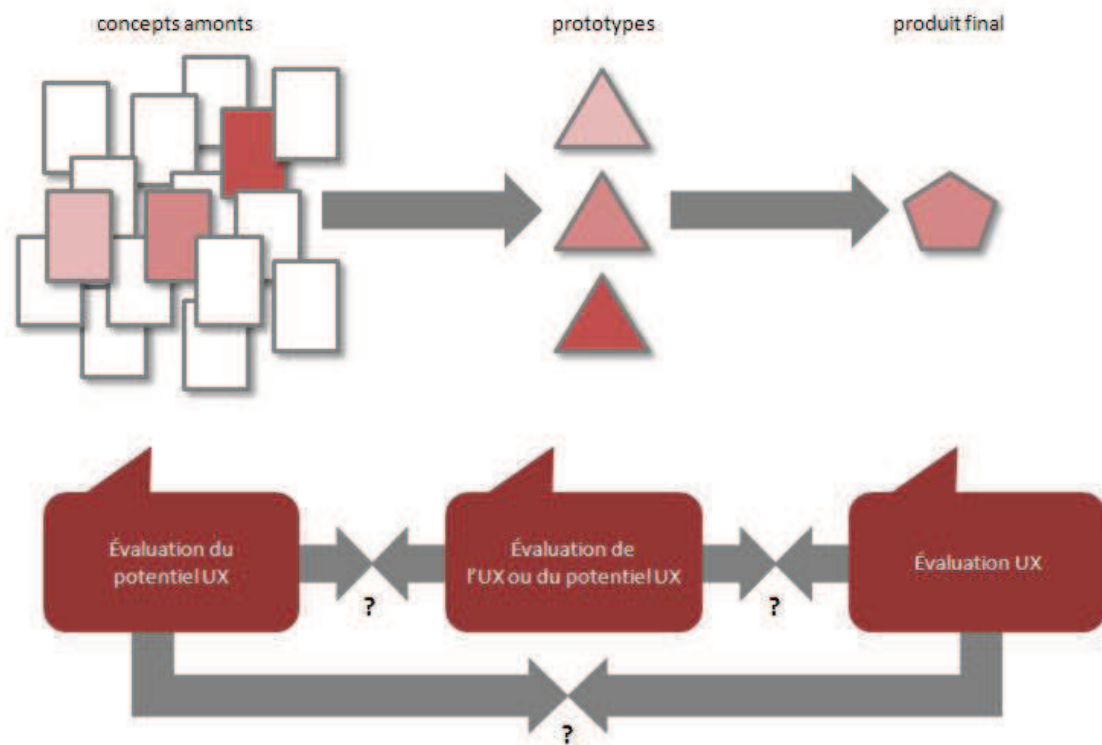 concepts amonts
prototypes
produit final
Évaluation du
potentiel UX
Évaluation de
l'UX ou du potentiel UX
Évaluation UX
?
?
?